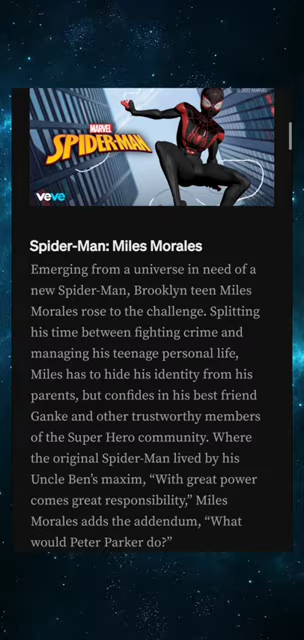 © 2022 MARVEL
MARVEL
SPIDER-MAN
veve
Spider-Man: Miles Morales
Emerging from a universe in need of a
new Spider-Man, Brooklyn teen Miles
Morales rose to the challenge. Splitting
his time between fighting crime and
managing his teenage personal life,
Miles has to hide his identity from his
parents, but confides in his best friend
Ganke and other trustworthy members
of the Super Hero community. Where
the original Spider-Man lived by his
Uncle Ben’s maxim, “With great power
comes great responsibility,” Miles
Morales adds the addendum, “What
would Peter Parker do?”